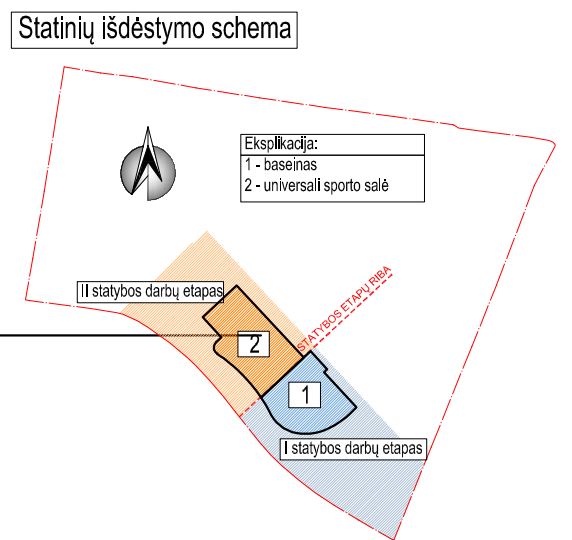 Statinių išdėstymo schema
Eksplikacija:
1 - baseinas
2 - universali sporto salė
II statybos darbų etapas
STATYBOS ETAPŲ RIBA
2
1
I statybos darbų etapas